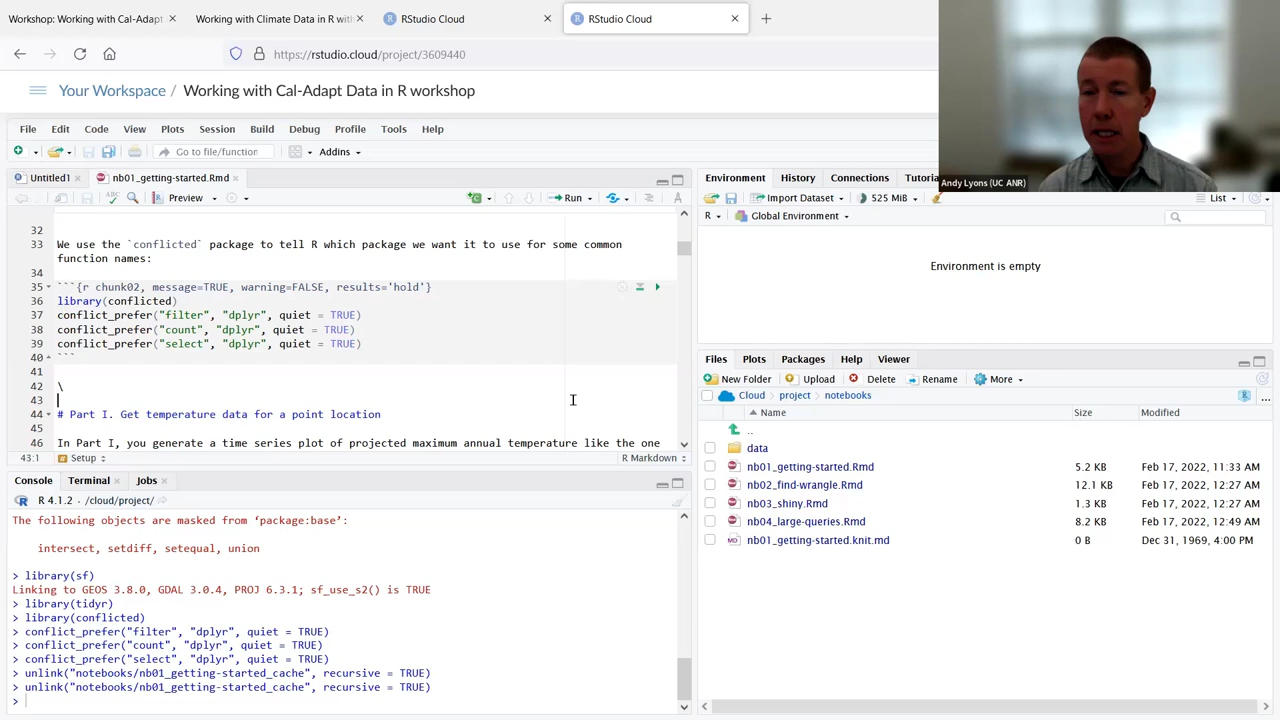 Workshop: Working with Cal-Adapt
Working with Climate Data in R wit
RStudio Cloud
RStudio Cloud
https://rstudio.cloud/project/3609440
Your Workspace / Working with Cal-Adapt Data in R workshop
File Edit Code View Plots Session Build Debug Profile Tools Help
Go to file/function Addins
Untitled1 nb01_getting-started.Rmd
Preview Run
32
33 We use the `conflicted` package to tell R which package we want it to use for some common
function names:
34
35 ```{r chunk02, message=TRUE, warning=FALSE, results='hold'}
36 library(conflicted)
37 conflict_prefer("filter", "dplyr", quiet = TRUE)
38 conflict_prefer("count", "dplyr", quiet = TRUE)
39 conflict_prefer("select", "dplyr", quiet = TRUE)
40 ```
41
42 \
43
44 # Part I. Get temperature data for a point location
45
46 In Part I, you generate a time series plot of projected maximum annual temperature like the one
43:1 Setup R Markdown
Console Terminal Jobs
R 4.1.2 · /cloud/project/
The following objects are masked from ‘package:base’:
intersect, setdiff, setequal, union
> library(sf)
Linking to GEOS 3.8.0, GDAL 3.0.4, PROJ 6.3.1; sf_use_s2() is TRUE
> library(tidyr)
> library(conflicted)
> conflict_prefer("filter", "dplyr", quiet = TRUE)
> conflict_prefer("count", "dplyr", quiet = TRUE)
> conflict_prefer("select", "dplyr", quiet = TRUE)
> unlink("notebooks/nb01_getting-started_cache", recursive = TRUE)
> unlink("notebooks/nb01_getting-started_cache", recursive = TRUE)
>
Andy Lyons (UC ANR)
Environment History Connections Tutoria
Import Dataset 525 MiB List
R Global Environment
Environment is empty
Files Plots Packages Help Viewer
New Folder Upload Delete Rename More
Cloud project notebooks ...
Name Size Modified
..
data
nb01_getting-started.Rmd 5.2 KB Feb 17, 2022, 11:33 AM
nb02_find-wrangle.Rmd 12.1 KB Feb 17, 2022, 12:27 AM
nb03_shiny.Rmd 1.3 KB Feb 17, 2022, 12:27 AM
nb04_large-queries.Rmd 8.2 KB Feb 17, 2022, 12:49 AM
nb01_getting-started.knit.md 0 B Dec 31, 1969, 4:00 PM